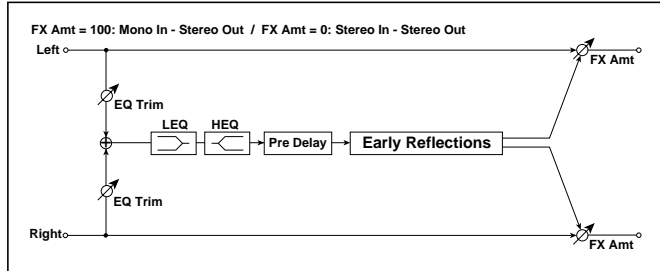 FX Amt = 100: Mono In - Stereo Out / FX Amt = 0: Stereo In - Stereo Out
Left
FX Amt
EQ Trim
LEQ
HEQ
Pre Delay
Early Reflections
EQ Trim
Right
FX Amt